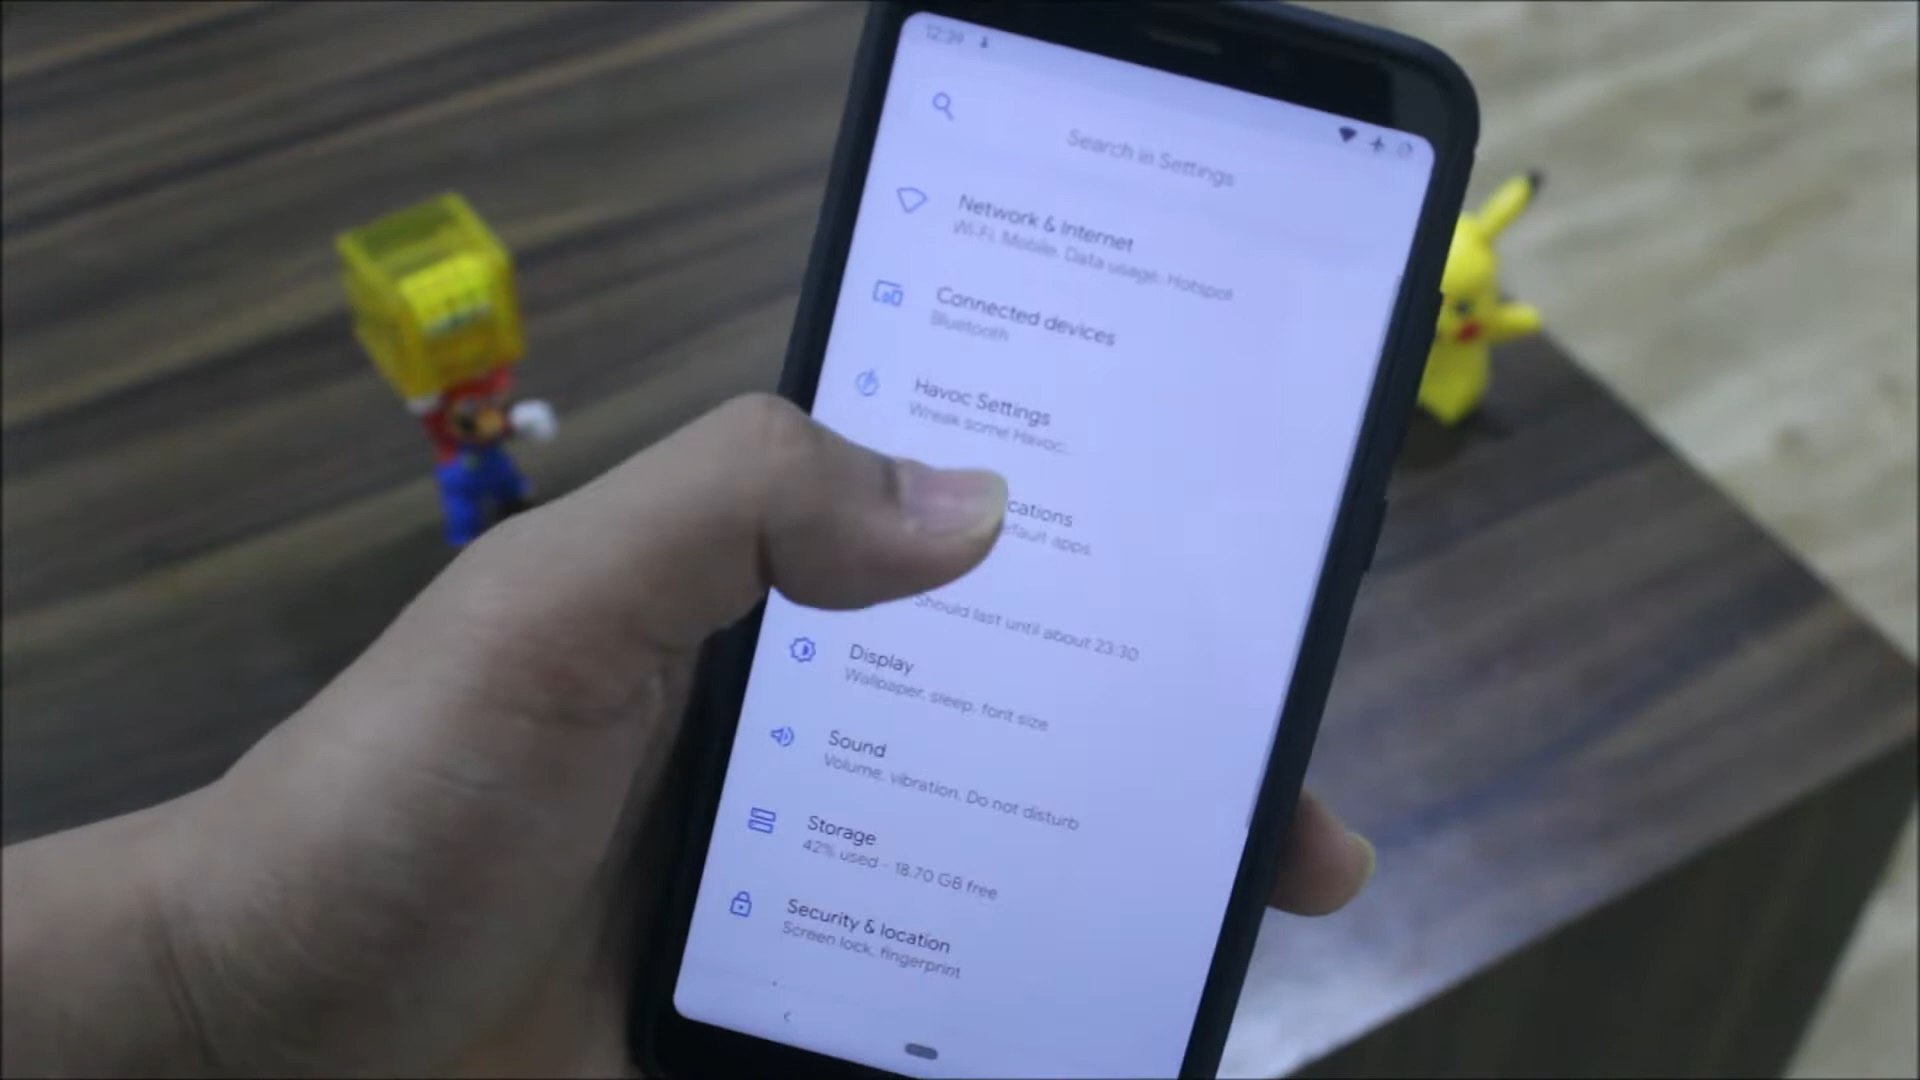 12:39
Search in Settings
Network & Internet
Wi-Fi, Mobile, Data usage, Hotspot
Connected devices
Bluetooth
Havoc Settings
Wreak some Havoc..
cations
efault apps
Should last until about 23:30
Display
Wallpaper, sleep, font size
Sound
Volume, vibration, Do not disturb
Storage
42% used - 18.70 GB free
Security & location
Screen lock, fingerprint